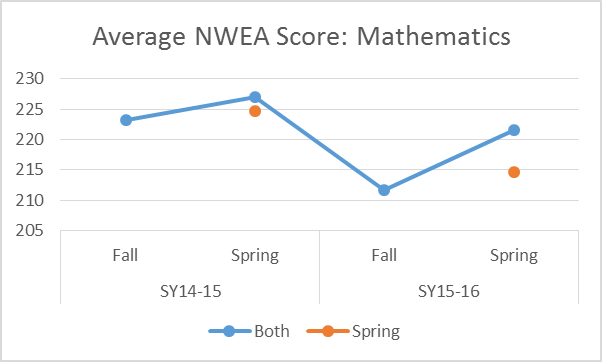 Average NWEA Score: Mathematics
230
225
220
215
210
205
Fall Spring Fall Spring
SY14-15 SY15-16
Both Spring